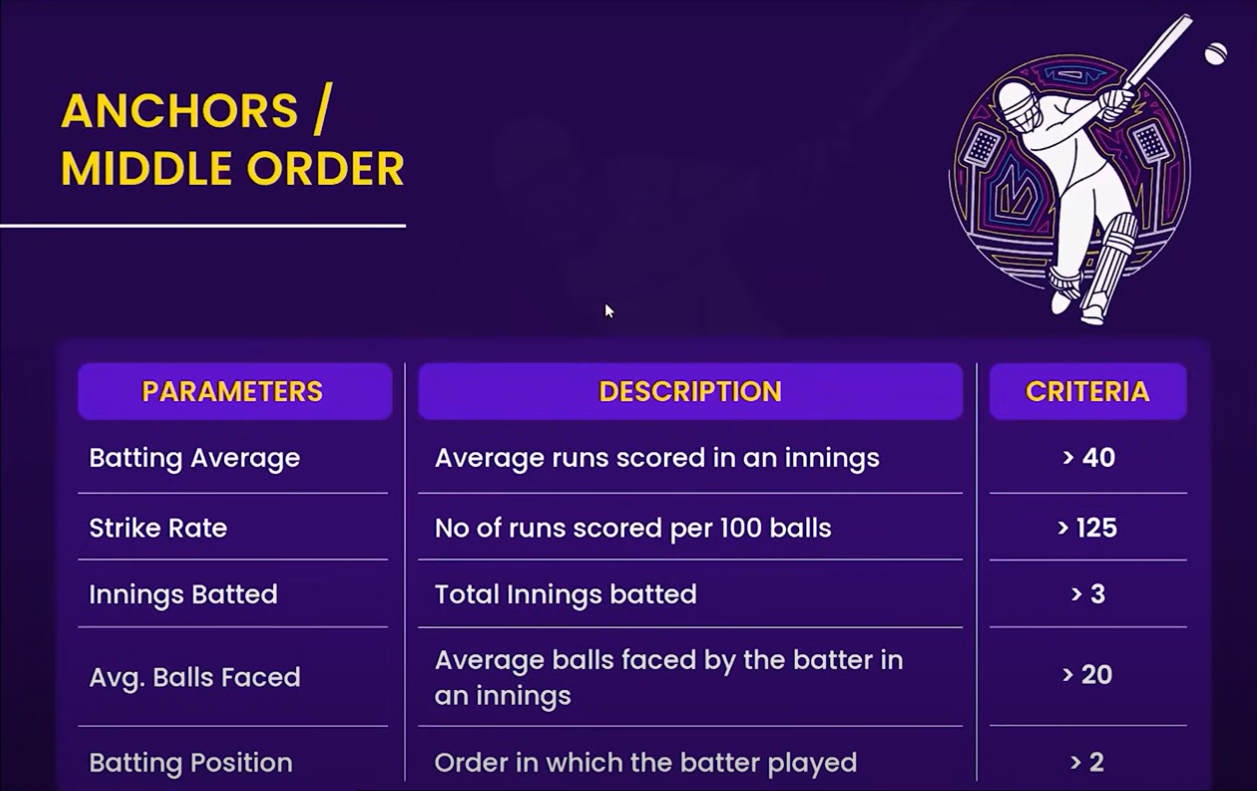 ANCHORS /
MIDDLE ORDER
PARAMETERS DESCRIPTION CRITERIA
Batting Average Average runs scored in an innings > 40
Strike Rate No of runs scored per 100 balls > 125
Innings Batted Total Innings batted > 3
Avg. Balls Faced Average balls faced by the batter in
an innings > 20
Batting Position Order in which the batter played > 2